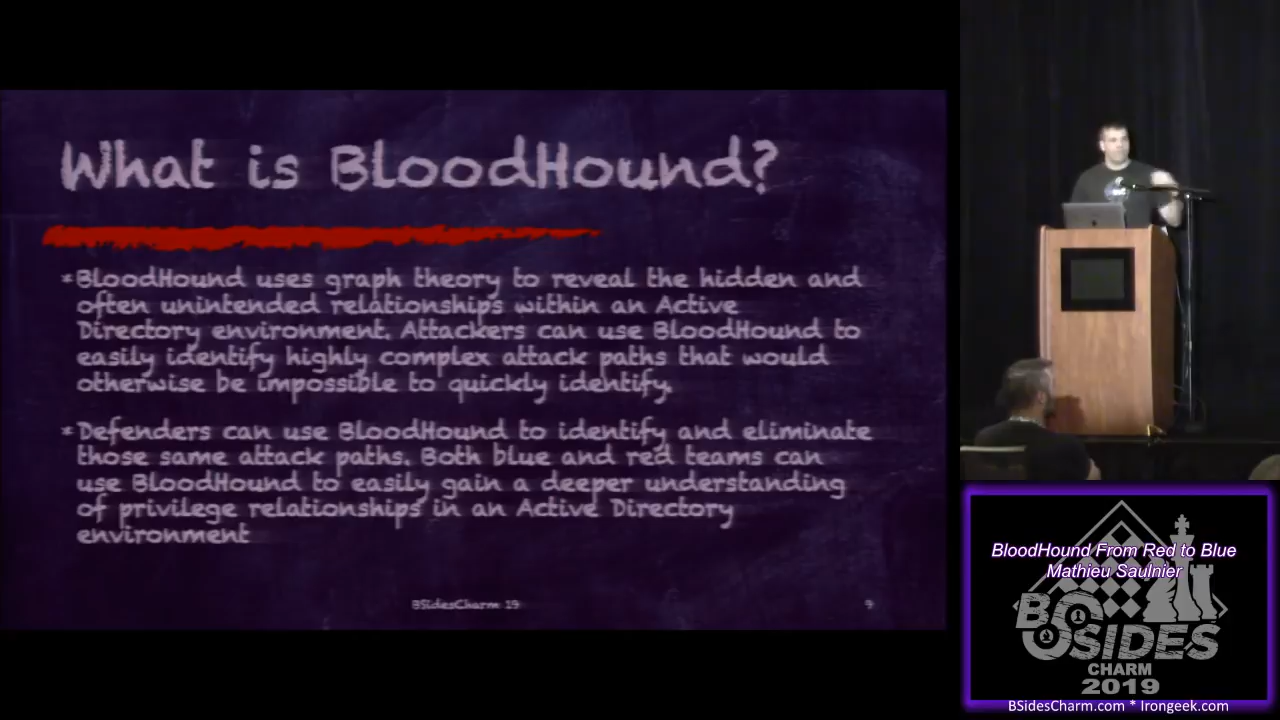 What is BloodHound?
*BloodHound uses graph theory to reveal the hidden and
often unintended relationships within an Active
Directory environment. Attackers can use BloodHound to
easily identify highly complex attack paths that would
otherwise be impossible to quickly identify.
*Defenders can use BloodHound to identify and eliminate
those same attack paths. Both blue and red teams can
use BloodHound to easily gain a deeper understanding
of privilege relationships in an Active Directory
environment
BSidesCharm 19
9
BloodHound From Red to Blue
Mathieu Saulnier
BSIDES
CHARM
2019
BSidesCharm.com * Irongeek.com